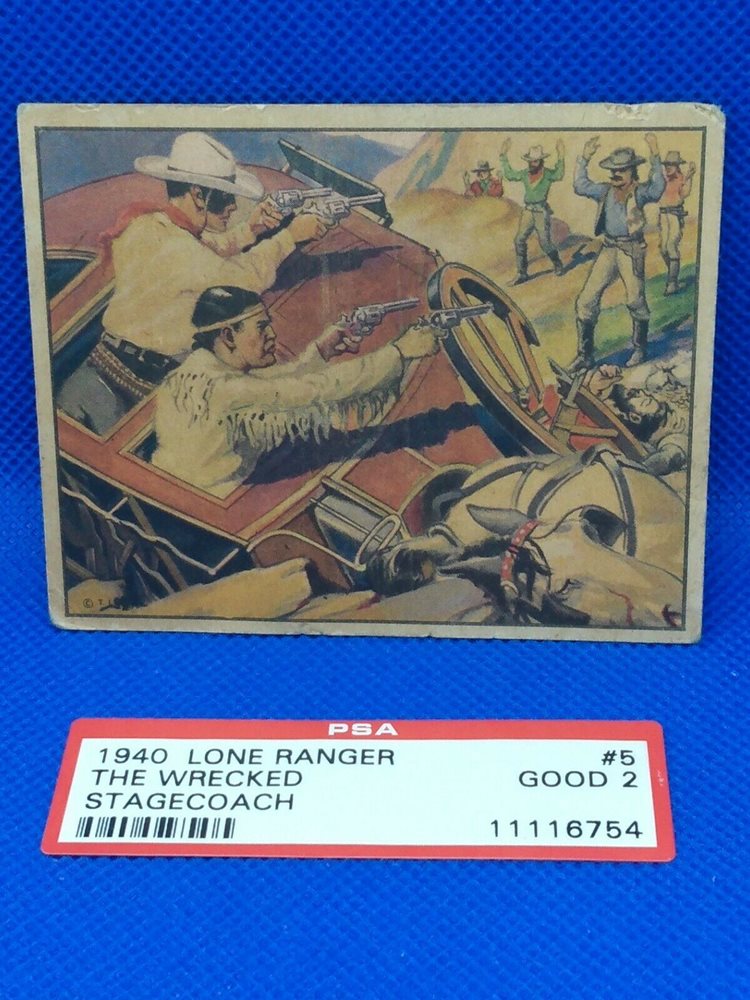 PSA
1940 LONE RANGER #5
THE WRECKED GOOD 2
STAGECOACH
11116754